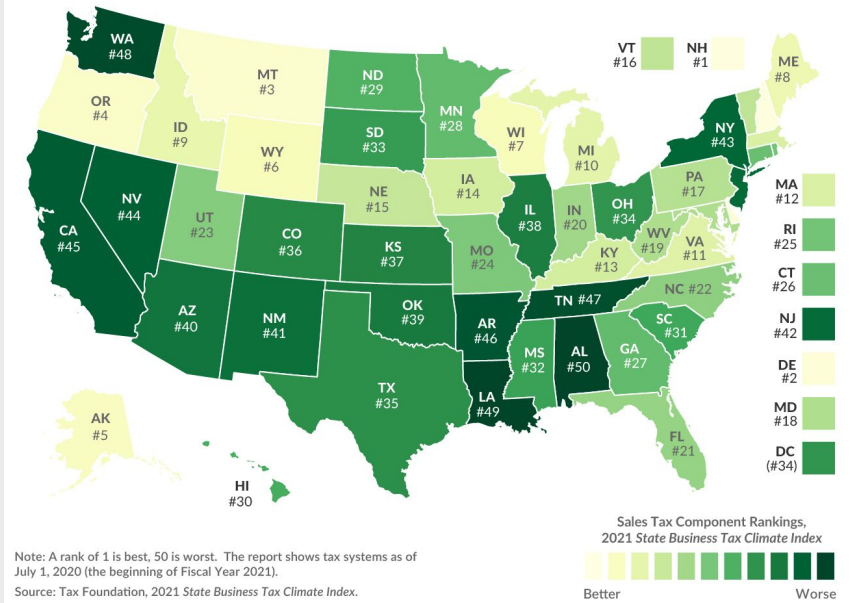 WA
#48
MT
#3
ND
#29
MN
#28
VT
#16
NH
#1
ME
#8
OR
#4
ID
#9
WY
#6
SD
#33
WI
#7
MI
#10
NY
#43
NV
#44
UT
#23
NE
#15
IA
#14
IL
#38
IN
#20
OH
#34
PA
#17
MA
#12
CA
#45
CO
#36
KS
#37
MO
#24
KY
#13
WV
#19
VA
#11
RI
#25
CT
#26
AZ
#40
NM
#41
OK
#39
AR
#46
TN #47
NC #22
SC
#31
NJ
#42
TX
#35
LA
#49
MS
#32
AL
#50
GA
#27
DE
#2
MD
#18
AK
#5
HI
#30
FL
#21
DC
(#34)
Note: A rank of 1 is best, 50 is worst. The report shows tax systems as of
July 1, 2020 (the beginning of Fiscal Year 2021).
Source: Tax Foundation, 2021 State Business Tax Climate Index.
Sales Tax Component Rankings,
2021 State Business Tax Climate Index
Better
Worse